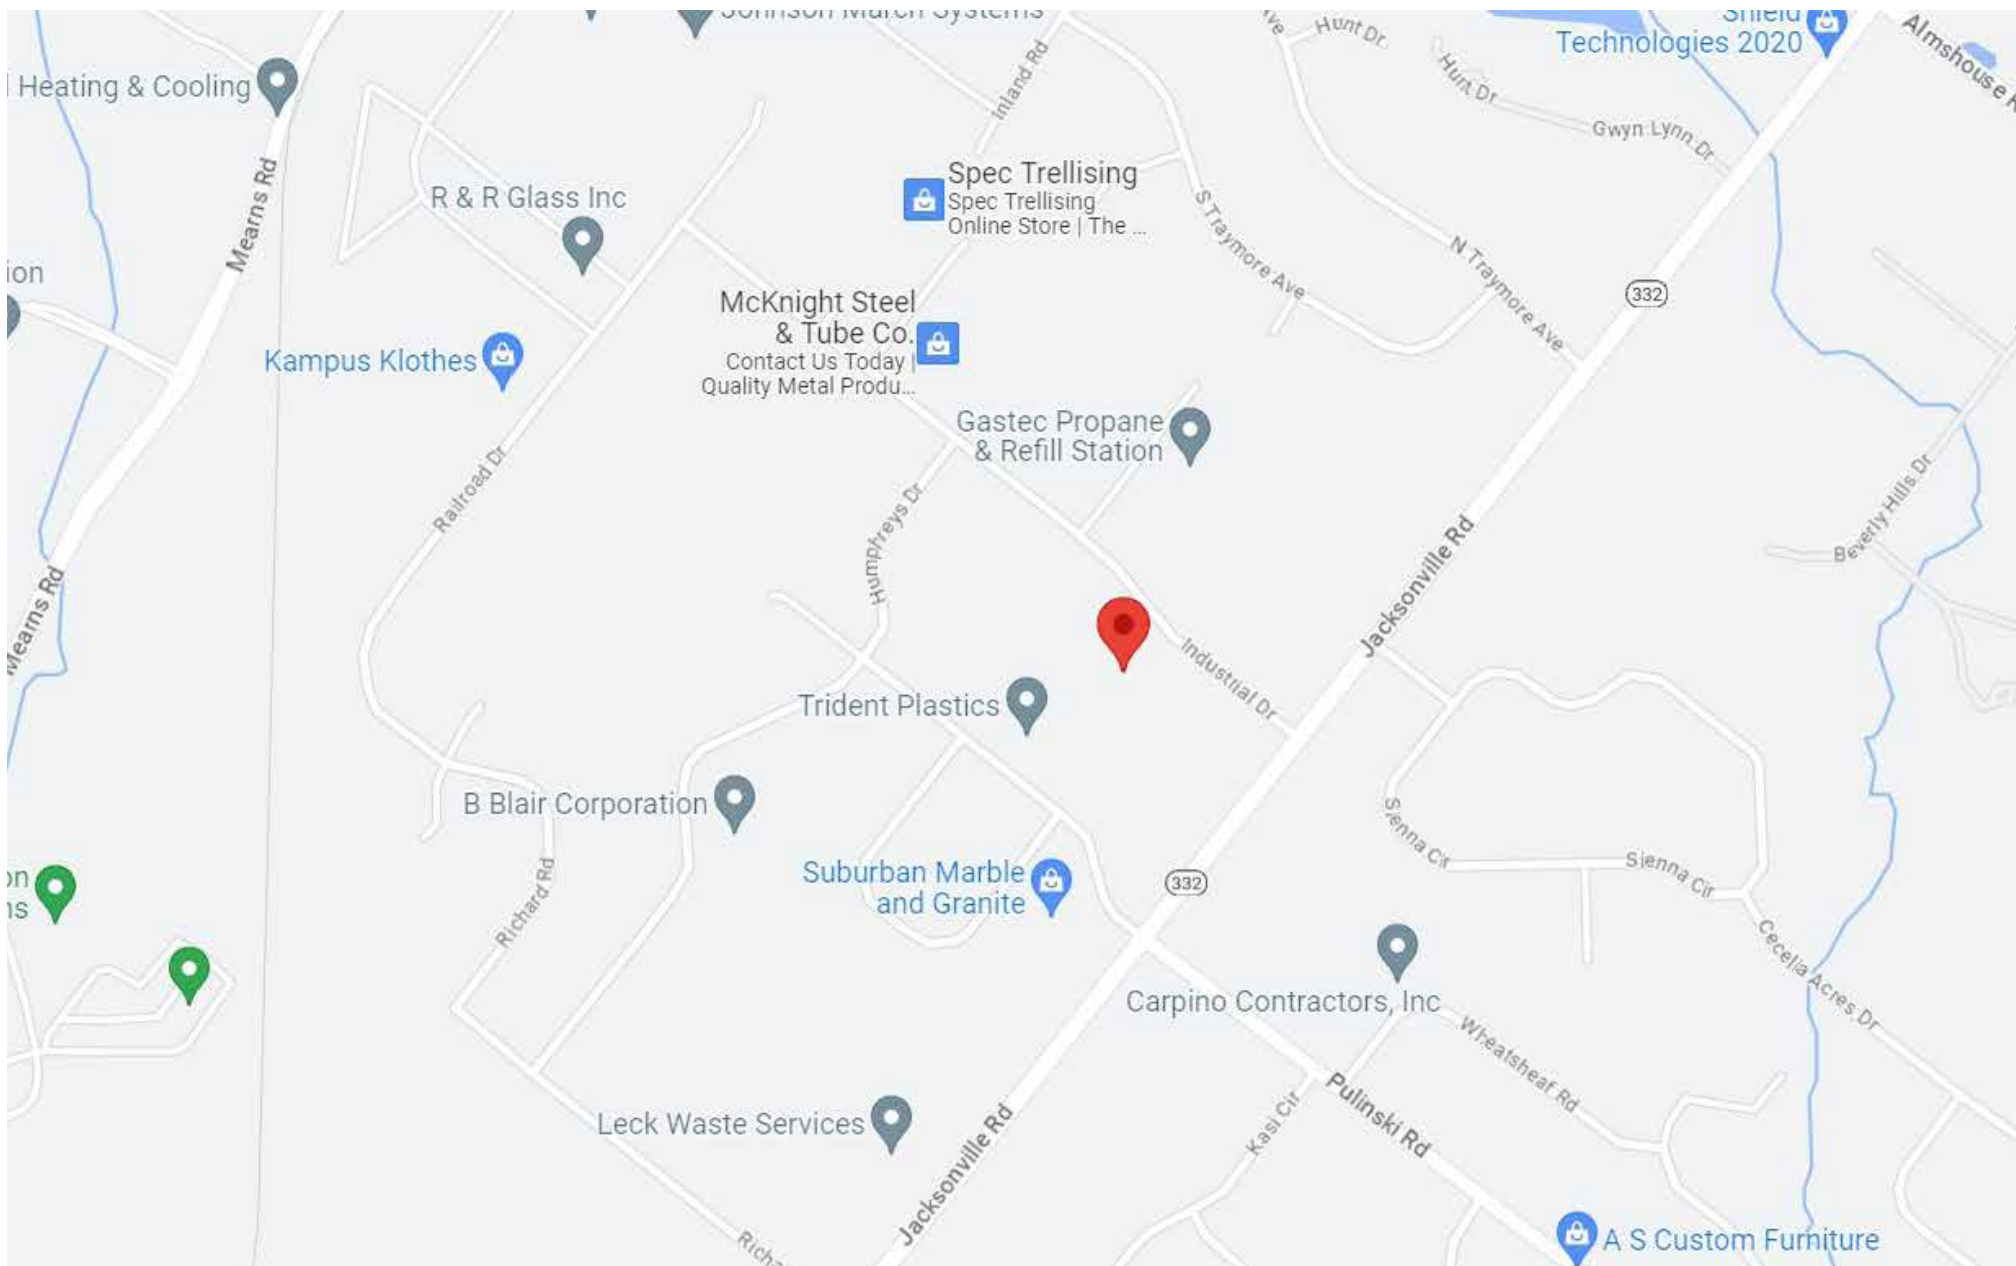 Johnson March Systems
Hunt Dr
Shield
Technologies 2020
Almshouse
Heating & Cooling
Inland Rd
Hunt Dr
Gwyn Lynn Dr
Mearns Rd
R & R Glass Inc
Spec Trellising
Spec Trellising
Online Store | The ...
S Traymore Ave
N Traymore Ave
332
McKnight Steel
& Tube Co.
Contact Us Today |
Quality Metal Produ...
Kampus Klothes
Gastec Propane
& Refill Station
Railroad Dr
Humphreys Dr
Beverly Hills Dr
Jacksonville Rd
Mearns Rd
Industrial Dr
Trident Plastics
B Blair Corporation
Sienna Cir
Suburban Marble
and Granite
332
Sienna Cir
Richard Rd
Cecelia Acres Dr
Carpino Contractors, Inc
Wheatsheaf Rd
Pulinski Rd
Kasi Cir
Leck Waste Services
Jacksonville Rd
A S Custom Furniture